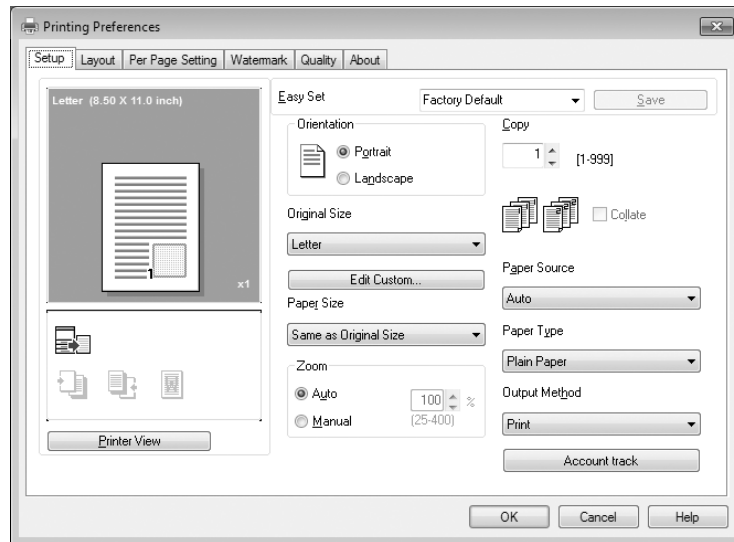 Printing Preferences
Setup Layout Per Page Setting Watermark Quality About
Letter (8.50 X 11.0 inch)
1
x1
Printer View
Easy Set Factory Default Save
Orientation
Portrait
Landscape
Original Size
Letter
Edit Custom...
Paper Size
Same as Original Size
Zoom
Auto
100 %
Manual (25-400)
Copy
1 [1-999]
Collate
Paper Source
Auto
Paper Type
Plain Paper
Output Method
Print
Account track
OK Cancel Help